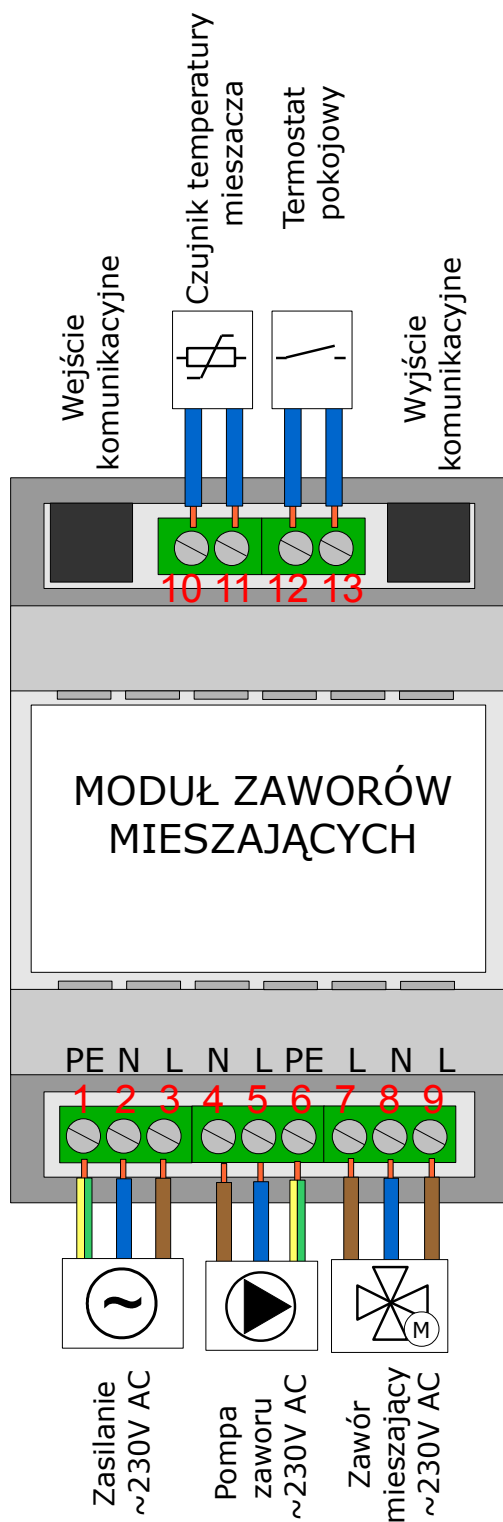 Wejście
komunikacyjne
Czujnik temperatury
mieszacza
Termostat
pokojowy
Wyjście
komunikacyjne
10 11 12 13
MODUŁ ZAWORÓW
MIESZAJĄCYCH
PE N L N L PE L N L
1 2 3 4 5 6 7 8 9
~
M
Zasilanie
~230V AC
Pompa
zaworu
~230V AC
Zawór
mieszający
~230V AC